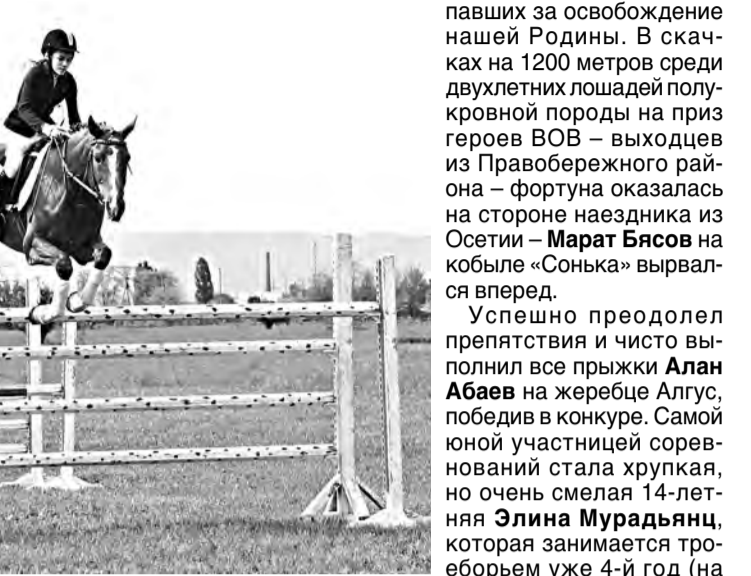 павших за освобождение
нашей Родины. В скач-
ках на 1200 метров среди
двухлетних лошадей полу-
кровной породы на приз
героев ВОВ – выходцев
из Правобережного рай-
она – фортуна оказалась
на стороне наездника из
Осетии – Марат Бясов на
кобыле «Сонька» вырвал-
ся вперед.
Успешно преодолел
препятствия и чисто вы-
полнил все прыжки Алан
Абаев на жеребце Алгус,
победив в конкуре. Самой
юной участницей сорев-
нований стала хрупкая,
но очень смелая 14-лет-
няя Элина Мурадьянц,
которая занимается тро-
еборьем уже 4-й год (на